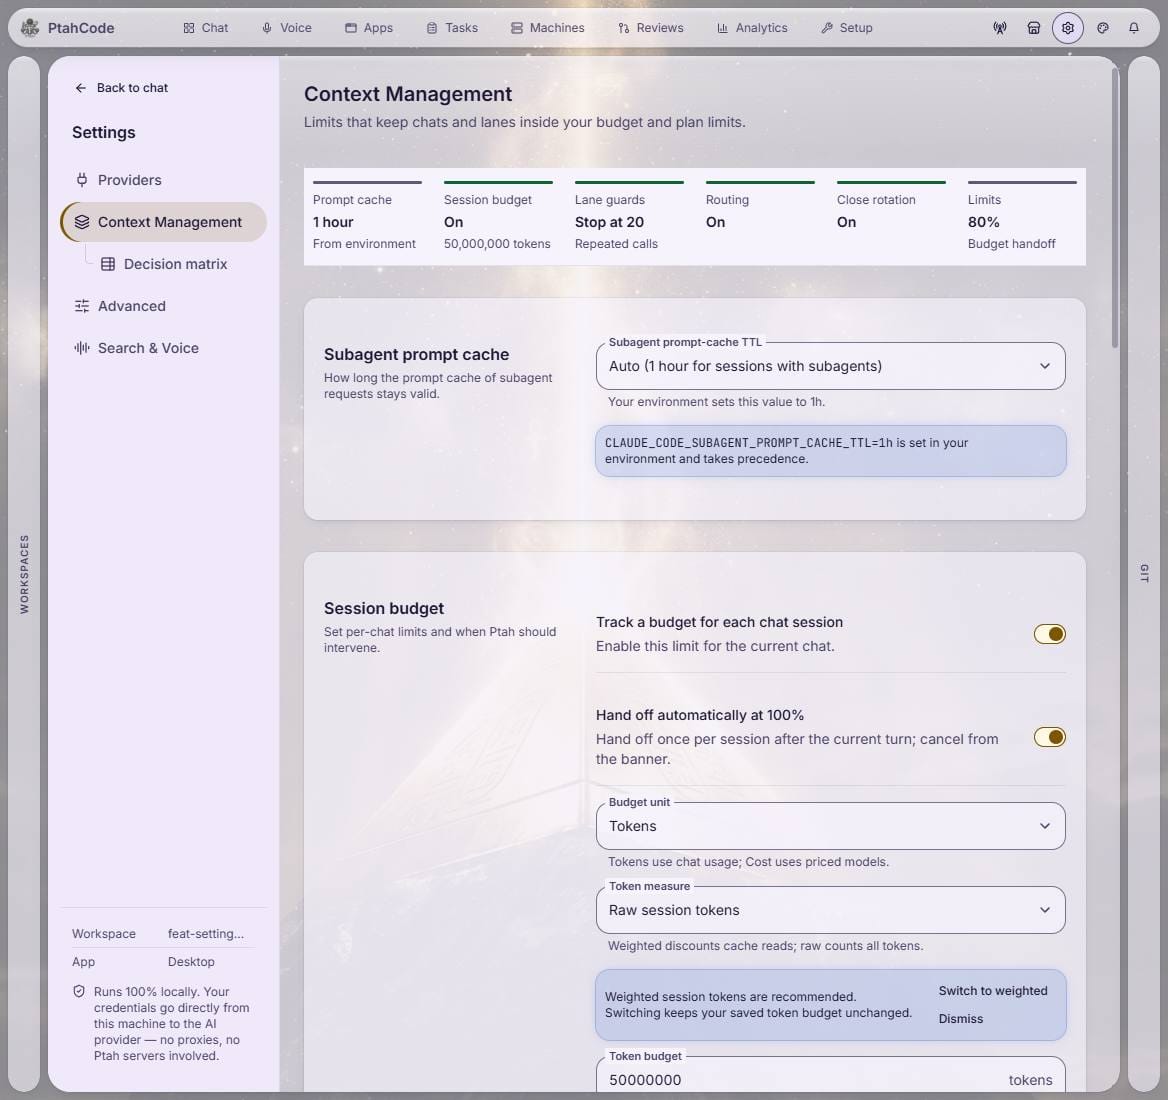 PtahCode
Chat
Voice
Apps
Tasks
Machines
Reviews
Analytics
Setup
WORKSPACES
Back to chat
Settings
Providers
Context Management
Decision matrix
Advanced
Search & Voice
Workspace
feat-setting...
App
Desktop
Runs 100% locally. Your
credentials go directly from
this machine to the AI
provider — no proxies, no
Ptah servers involved.
Context Management
Limits that keep chats and lanes inside your budget and plan limits.
Prompt cache
1 hour
From environment
Session budget
On
50,000,000 tokens
Lane guards
Stop at 20
Repeated calls
Routing
On
Close rotation
On
Limits
80%
Budget handoff
Subagent prompt cache
How long the prompt cache of subagent
requests stays valid.
Subagent prompt-cache TTL
Auto (1 hour for sessions with subagents)
Your environment sets this value to 1h.
CLAUDE_CODE_SUBAGENT_PROMPT_CACHE_TTL=1h is set in your
environment and takes precedence.
Session budget
Set per-chat limits and when Ptah should
intervene.
Track a budget for each chat session
Enable this limit for the current chat.
Hand off automatically at 100%
Hand off once per session after the current turn; cancel from
the banner.
Budget unit
Tokens
Tokens use chat usage; Cost uses priced models.
Token measure
Raw session tokens
Weighted discounts cache reads; raw counts all tokens.
Weighted session tokens are recommended.
Switching keeps your saved token budget unchanged.
Switch to weighted
Dismiss
Token budget
50000000
tokens
GIT